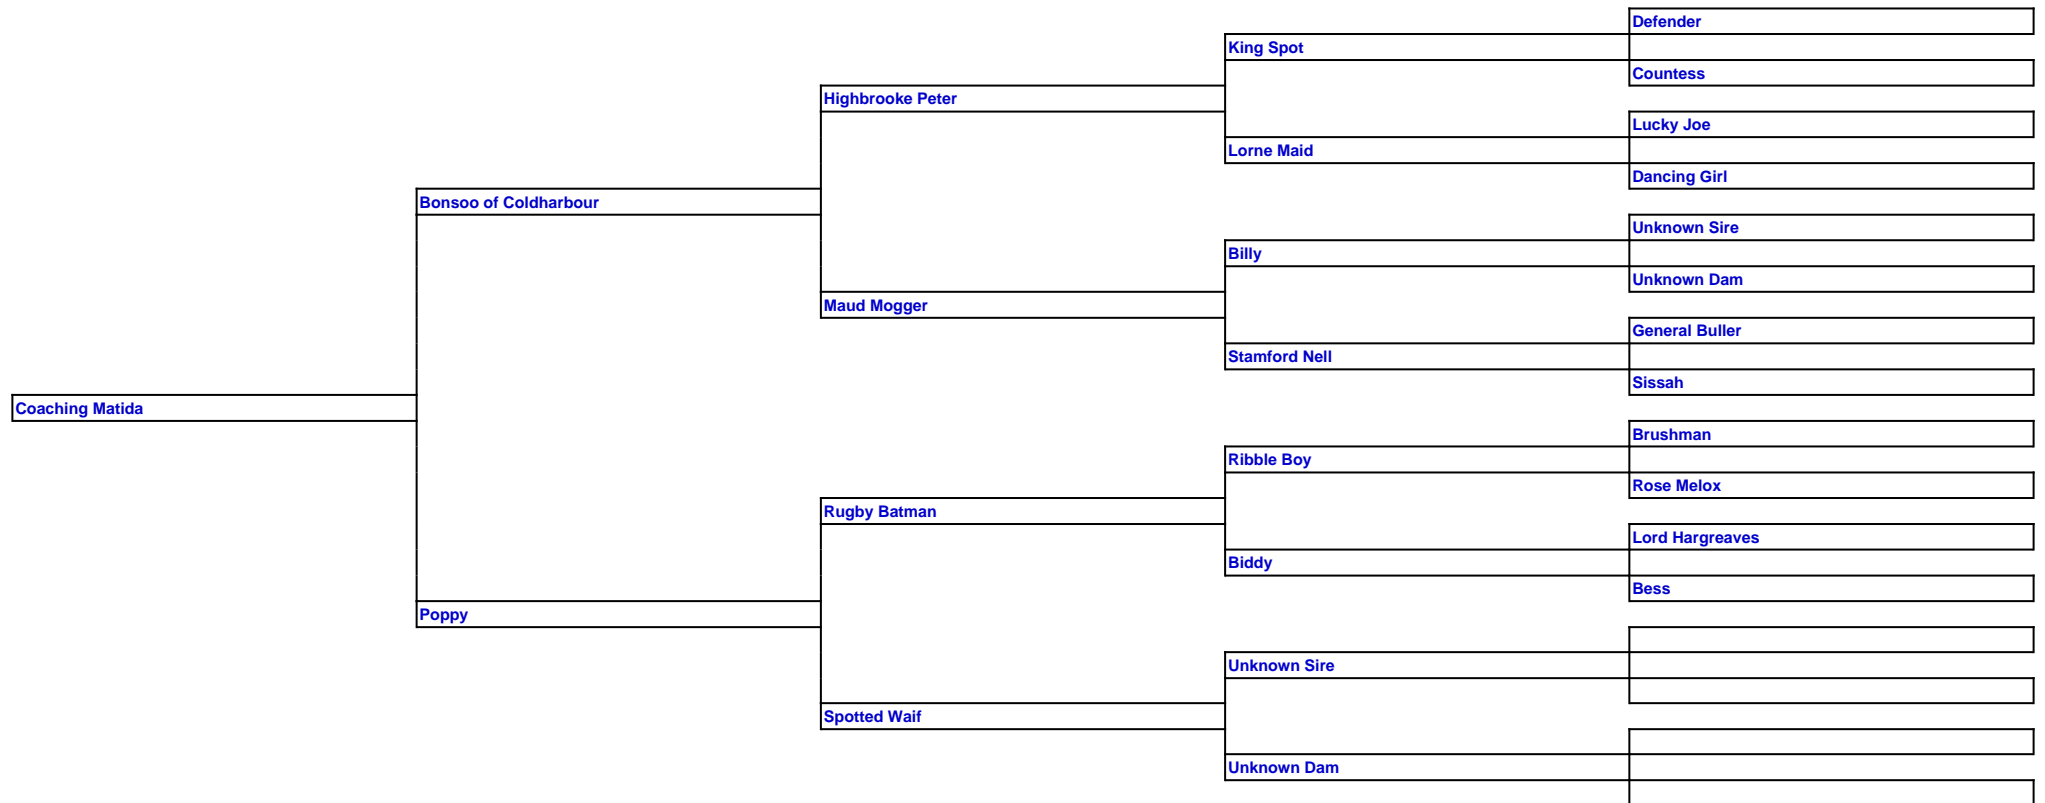 Defender
King Spot
Countess
Highbrooke Peter
Lucky Joe
Lorne Maid
Dancing Girl
Bonsoo of Coldharbour
Unknown Sire
Billy
Unknown Dam
Maud Mogger
General Buller
Stamford Nell
Sissah
Coaching Matida
Brushman
Ribble Boy
Rose Melox
Rugby Batman
Lord Hargreaves
Biddy
Bess
Poppy
Unknown Sire
Spotted Waif
Unknown Dam